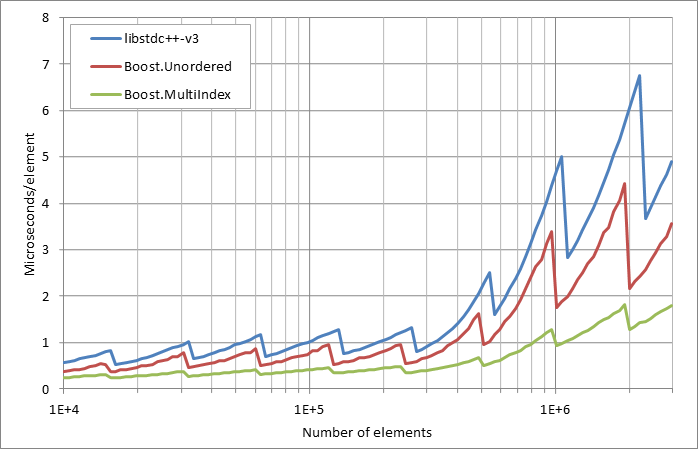 8
7
6
5
4
3
2
1
0
Microseconds/element
libstdc++-v3
Boost.Unordered
Boost.MultiIndex
1E+4 1E+5 1E+6
Number of elements